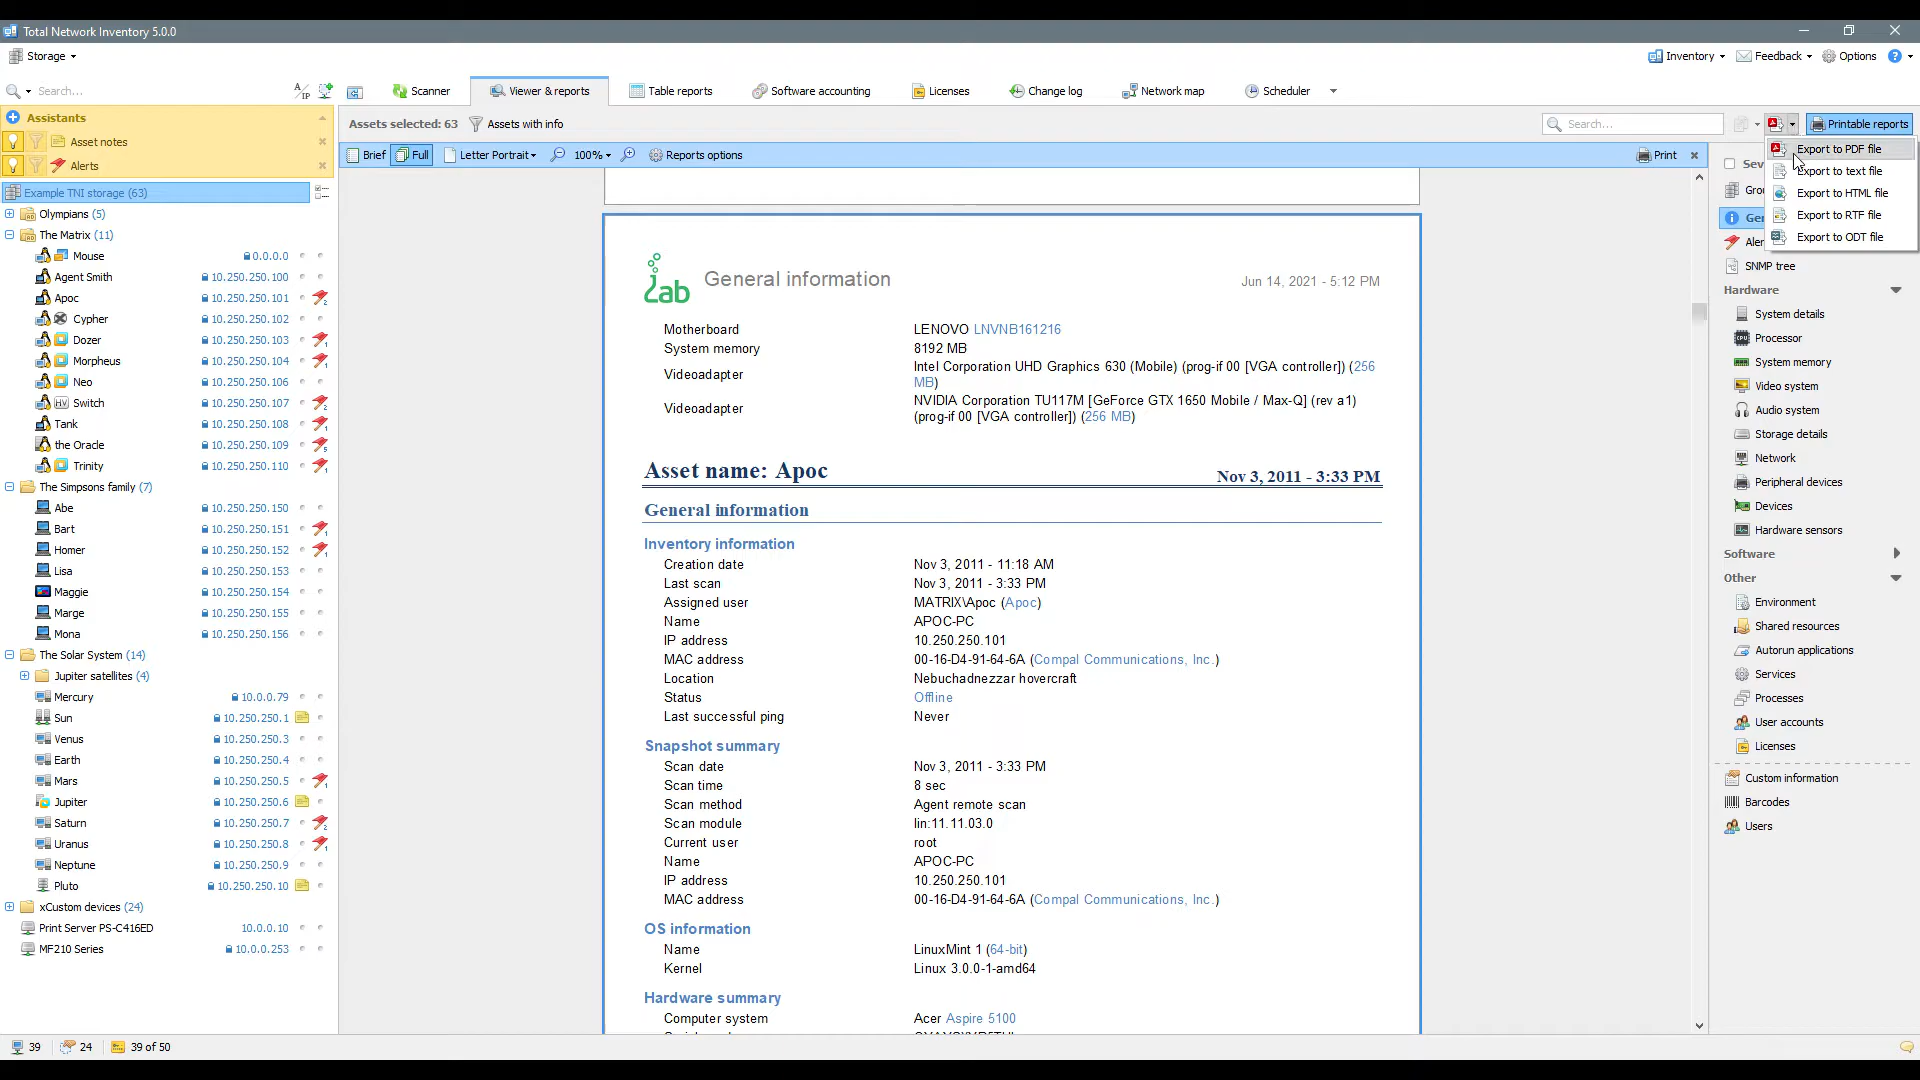 Total Network Inventory 5.0.0
Storage
Inventory
Feedback
Options
Search...
A/IP
Scanner
Viewer & reports
Table reports
Software accounting
Licenses
Change log
Network map
Scheduler
Assistants
Asset notes
Alerts
Assets selected: 63
Assets with info
Search...
Printable reports
Brief
Full
Letter Portrait
100%
Reports options
Print
Export to PDF file
Export to text file
Export to HTML file
Export to RTF file
Export to ODT file
Example TNI storage (63)
Olympians (5)
The Matrix (11)
Mouse 0.0.0.0
Agent Smith 10.250.250.100
Apoc 10.250.250.101 2
Cypher 10.250.250.102
Dozer 10.250.250.103 1
Morpheus 10.250.250.104 1
Neo 10.250.250.106
HV Switch 10.250.250.107 2
Tank 10.250.250.108 1
the Oracle 10.250.250.109 5
Trinity 10.250.250.110 1
The Simpsons family (7)
Abe 10.250.250.150
Bart 10.250.250.151 1
Homer 10.250.250.152 1
Lisa 10.250.250.153
Maggie 10.250.250.154
Marge 10.250.250.155
Mona 10.250.250.156
The Solar System (14)
Jupiter satellites (4)
Mercury 10.0.0.79
Sun 10.250.250.1
Venus 10.250.250.3
Earth 10.250.250.4
Mars 10.250.250.5 1
Jupiter 10.250.250.6
Saturn 10.250.250.7 2
Uranus 10.250.250.8 1
Neptune 10.250.250.9
Pluto 10.250.250.10
xCustom devices (24)
Print Server PS-C416ED 10.0.0.10
MF210 Series 10.0.0.253
lab
General information
Jun 14, 2021 - 5:12 PM
Motherboard LENOVO LNVNB161216
System memory 8192 MB
Videoadapter Intel Corporation UHD Graphics 630 (Mobile) (prog-if 00 [VGA controller]) (256
MB)
Videoadapter NVIDIA Corporation TU117M [GeForce GTX 1650 Mobile / Max-Q] (rev a1)
(prog-if 00 [VGA controller]) (256 MB)
Asset name: Apoc Nov 3, 2011 - 3:33 PM
General information
Inventory information
Creation date Nov 3, 2011 - 11:18 AM
Last scan Nov 3, 2011 - 3:33 PM
Assigned user MATRIX\Apoc (Apoc)
Name APOC-PC
IP address 10.250.250.101
MAC address 00-16-D4-91-64-6A (Compal Communications, Inc.)
Location Nebuchadnezzar hovercraft
Status Offline
Last successful ping Never
Snapshot summary
Scan date Nov 3, 2011 - 3:33 PM
Scan time 8 sec
Scan method Agent remote scan
Scan module lin:11.11.03.0
Current user root
Name APOC-PC
IP address 10.250.250.101
MAC address 00-16-D4-91-64-6A (Compal Communications, Inc.)
OS information
Name LinuxMint 1 (64-bit)
Kernel Linux 3.0.0-1-amd64
Hardware summary
Computer system Acer Aspire 5100
Sev
Grou
Gen
Aler
SNMP tree
Hardware
System details
Processor
System memory
Video system
Audio system
Storage details
Network
Peripheral devices
Devices
Hardware sensors
Software
Other
Environment
Shared resources
Autorun applications
Services
Processes
User accounts
Licenses
Custom information
Barcodes
Users
39
24
39 of 50